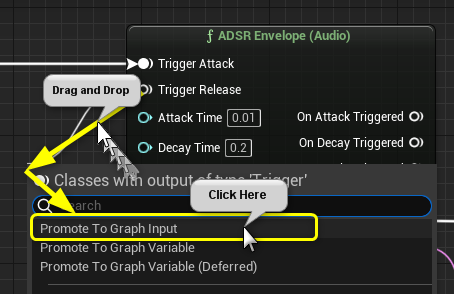 ƒ ADSR Envelope (Audio)
Trigger Attack
Drag and Drop
Trigger Release
Attack Time 0.01
On Attack Triggered
Decay Time 0.2
On Decay Triggered
Classes with output of type 'Trigger'
Click Here
Search
Promote To Graph Input
Promote To Graph Variable
Promote To Graph Variable (Deferred)